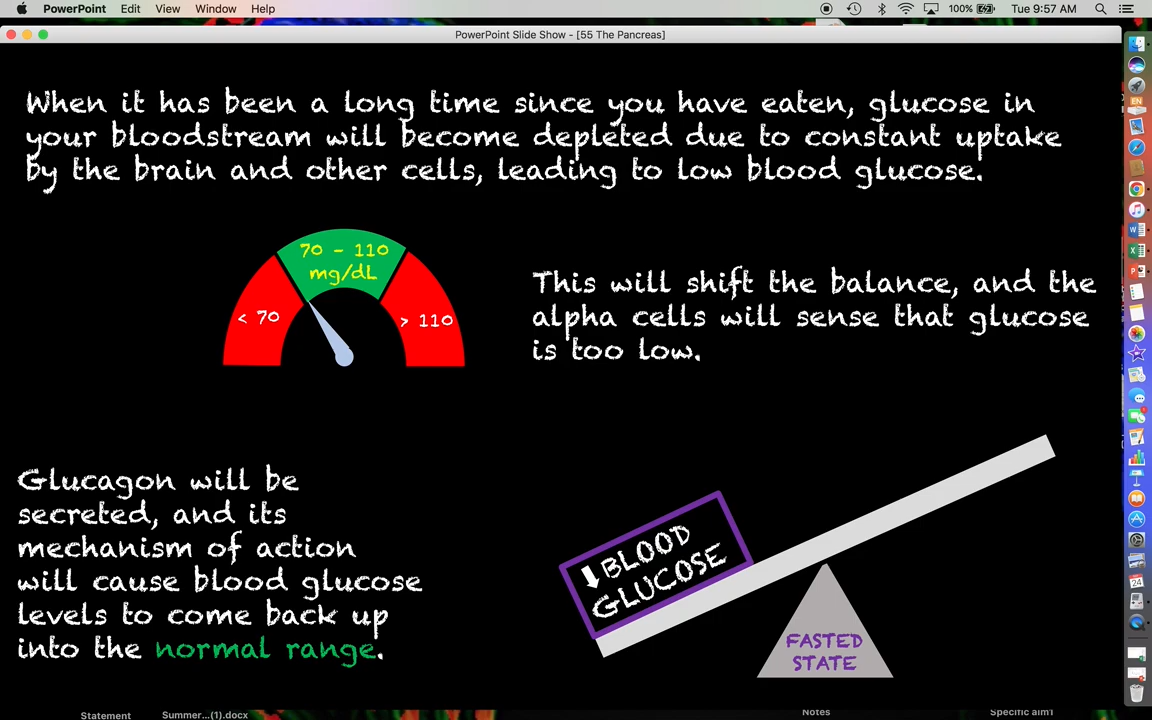 PowerPoint Edit View Window Help 100% Tue 9:57 AM
PowerPoint Slide Show - [55 The Pancreas]
When it has been a long time since you have eaten, glucose in
your bloodstream will become depleted due to constant uptake
by the brain and other cells, leading to low blood glucose.
70 - 110
mg/dL
< 70
> 110
This will shift the balance, and the
alpha cells will sense that glucose
is too low.
Glucagon will be
secreted, and its
mechanism of action
will cause blood glucose
levels to come back up
into the normal range.
⬇BLOOD
GLUCOSE
FASTED
STATE
Statement Summer...(1).docx Notes Specific aim1